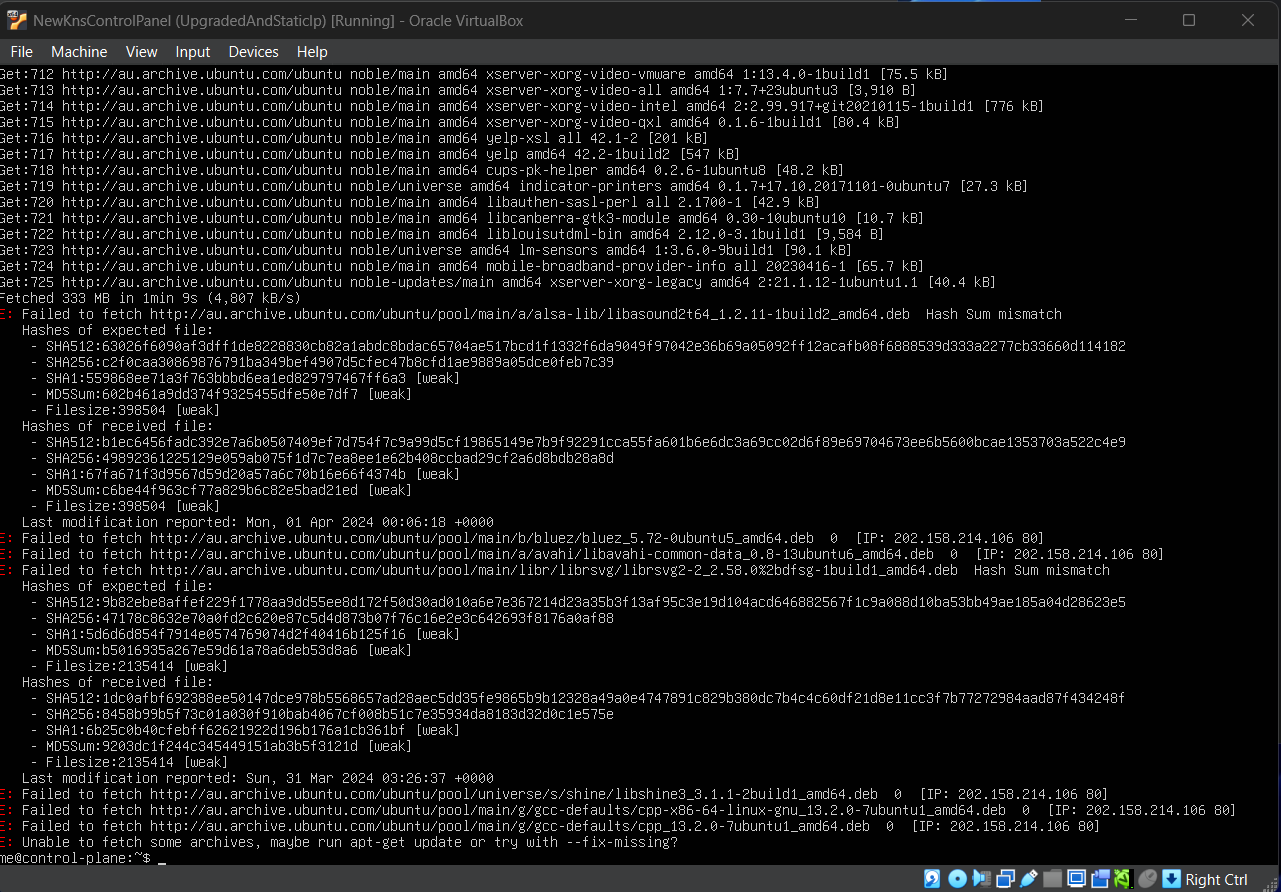 NewKnsControlPanel (UpgradedAndStaticIp) [Running] - Oracle VirtualBox
File Machine View Input Devices Help
Get:712 http://au.archive.ubuntu.com/ubuntu noble/main amd64 xserver-xorg-video-vmware amd64 1:13.4.0-1build1 [75.5 kB]
Get:713 http://au.archive.ubuntu.com/ubuntu noble/main amd64 xserver-xorg-video-all amd64 1:7.7+23ubuntu3 [3,910 B]
Get:714 http://au.archive.ubuntu.com/ubuntu noble/main amd64 xserver-xorg-video-intel amd64 2:2.99.917+git20210115-1build1 [776 kB]
Get:715 http://au.archive.ubuntu.com/ubuntu noble/main amd64 xserver-xorg-video-qxl amd64 0.1.6-1build1 [80.4 kB]
Get:716 http://au.archive.ubuntu.com/ubuntu noble/main amd64 yelp-xsl all 42.1-2 [201 kB]
Get:717 http://au.archive.ubuntu.com/ubuntu noble/main amd64 yelp amd64 42.2-1build2 [547 kB]
Get:718 http://au.archive.ubuntu.com/ubuntu noble/main amd64 cups-pk-helper amd64 0.2.6-1ubuntu8 [48.2 kB]
Get:719 http://au.archive.ubuntu.com/ubuntu noble/universe amd64 indicator-printers amd64 0.1.7+17.10.20171101-0ubuntu7 [27.3 kB]
Get:720 http://au.archive.ubuntu.com/ubuntu noble/main amd64 libauthen-sasl-perl all 2.1700-1 [42.9 kB]
Get:721 http://au.archive.ubuntu.com/ubuntu noble/main amd64 libcanberra-gtk3-module amd64 0.30-10ubuntu10 [10.7 kB]
Get:722 http://au.archive.ubuntu.com/ubuntu noble/main amd64 liblouisutdml-bin amd64 2.12.0-3.1build1 [9,584 B]
Get:723 http://au.archive.ubuntu.com/ubuntu noble/universe amd64 lm-sensors amd64 1:3.6.0-9build1 [90.1 kB]
Get:724 http://au.archive.ubuntu.com/ubuntu noble/main amd64 mobile-broadband-provider-info all 20230416-1 [65.7 kB]
Get:725 http://au.archive.ubuntu.com/ubuntu noble-updates/main amd64 xserver-xorg-legacy amd64 2:21.1.12-1ubuntu1.1 [40.4 kB]
Fetched 333 MB in 1min 9s (4,807 kB/s)
E: Failed to fetch http://au.archive.ubuntu.com/ubuntu/pool/main/a/alsa-lib/libasound2t64_1.2.11-1build2_amd64.deb Hash Sum mismatch
Hashes of expected file:
- SHA512:63026f6090af3dff1de8228830cb82a1abdc8bdac65704ae517bcd1f1332f6da9049f97042e36b69a05092ff12acafb08f6888539d333a2277cb33660d114182
- SHA256:c2f0caa30869876791ba349bef4907d5cfec47b8cfd1ae9889a05dce0feb7c39
- SHA1:559868ee71a3f763bbbd6ea1ed829797467ff6a3 [weak]
- MD5Sum:602b461a9dd374f9325455dfe50e7df7 [weak]
- Filesize:398504 [weak]
Hashes of received file:
- SHA512:b1ec6456fadc392e7a6b0507409ef7d754f7c9a99d5cf19865149e7b9f92291cca55fa601b6e6dc3a69cc02d6f89e69704673ee6b5600bcae1353703a522c4e9
- SHA256:49892361225129e059ab075f1d7c7ea8ee1e62b408ccbad29cf2a6d8bdb28a8d
- SHA1:67fa671f3d9567d59d20a57a6c70b16e66f4374b [weak]
- MD5Sum:c6be44f963cf77a829b6c82e5bad21ed [weak]
- Filesize:398504 [weak]
Last modification reported: Mon, 01 Apr 2024 00:06:18 +0000
E: Failed to fetch http://au.archive.ubuntu.com/ubuntu/pool/main/b/bluez/bluez_5.72-0ubuntu5_amd64.deb 0 [IP: 202.158.214.106 80]
E: Failed to fetch http://au.archive.ubuntu.com/ubuntu/pool/main/a/avahi/libavahi-common-data_0.8-13ubuntu6_amd64.deb 0 [IP: 202.158.214.106 80]
E: Failed to fetch http://au.archive.ubuntu.com/ubuntu/pool/main/libr/librsvg/librsvg2-2_2.58.0%2bdfsg-1build1_amd64.deb Hash Sum mismatch
Hashes of expected file:
- SHA512:9b82ebe8affef229f1778aa9dd55ee8d172f50d30ad010a6e7e367214d23a35b3f13af95c3e19d104acd646882567f1c9a088d10ba53bb49ae185a04d28623e5
- SHA256:47178c8632e70a0fd2c620e87c5d4d873b07f76c16e2e3c642693f8176a0af88
- SHA1:5d6d6d854f7914e0574769074d2f40416b125f16 [weak]
- MD5Sum:b5016935a267e59d61a78a6deb53d8a6 [weak]
- Filesize:2135414 [weak]
Hashes of received file:
- SHA512:1dc0afbf692388ee50147dce978b5568657ad28aec5dd35fe9865b9b12328a49a0e4747891c829b380dc7b4c4c60df21d8e11cc3f7b77272984aad87f434248f
- SHA256:8458b99b5f73c01a030f910bab4067cf008b51c7e35934da8183d32d0c1e575e
- SHA1:6b25c0b40cfebff62621922d196b176a1cb361bf [weak]
- MD5Sum:9203dc1f244c345449151ab3b5f3121d [weak]
- Filesize:2135414 [weak]
Last modification reported: Sun, 31 Mar 2024 03:26:37 +0000
E: Failed to fetch http://au.archive.ubuntu.com/ubuntu/pool/universe/s/shine/libshine3_3.1.1-2build1_amd64.deb 0 [IP: 202.158.214.106 80]
E: Failed to fetch http://au.archive.ubuntu.com/ubuntu/pool/main/g/gcc-defaults/cpp-x86-64-linux-gnu_13.2.0-7ubuntu1_amd64.deb 0 [IP: 202.158.214.106 80]
E: Failed to fetch http://au.archive.ubuntu.com/ubuntu/pool/main/g/gcc-defaults/cpp_13.2.0-7ubuntu1_amd64.deb 0 [IP: 202.158.214.106 80]
E: Unable to fetch some archives, maybe run apt-get update or try with --fix-missing?
me@control-plane:~$ _
Right Ctrl